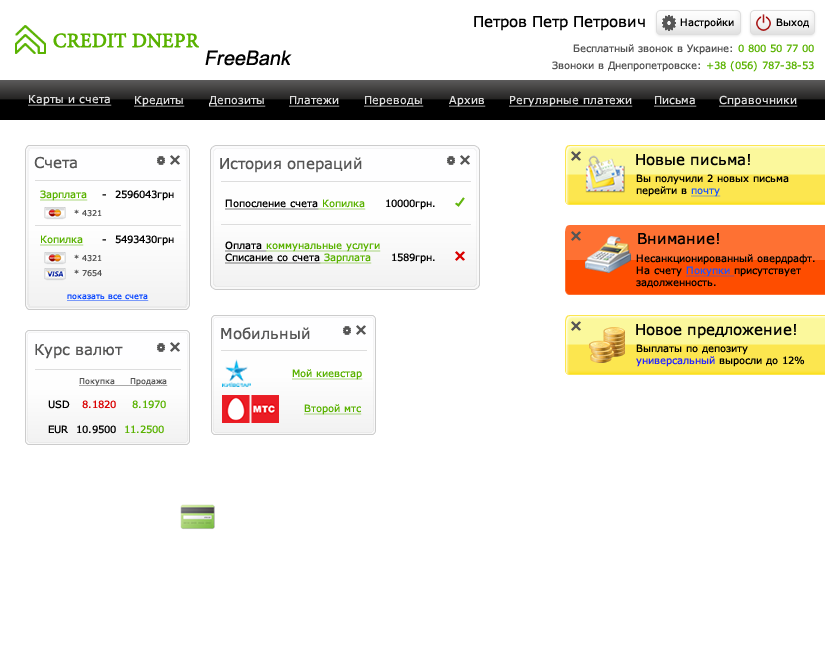 CREDIT DNEPR
FreeBank
Петров Петр Петрович
Настройки
Выход
Бесплатный звонок в Украине: 0 800 50 77 00
Звоноки в Днепропетровске: +38 (056) 787-38-53
Карты и счета Кредиты Депозиты Платежи Переводы Архив Регулярные платежи Письма Справочники
Счета
Зарплата - 2596043грн
* 4321
Копилка - 5493430грн
* 4321
VISA * 7654
показать все счета
История операций
Попосление счета Копилка 10000грн.
Оплата коммунальные услуги
Списание со счета Зарплата 1589грн.
Новые письма!
Вы получили 2 новых письма
перейти в почту
Внимание!
Несанкционированный овердрафт.
На счету Покупки присутствует
задолженность.
Новое предложение!
Выплаты по депозиту
универсальный выросли до 12%
Курс валют
Покупка Продажа
USD 8.1820 8.1970
EUR 10.9500 11.2500
Мобильный
КИЕВСТАР
Мой киевстар
МТС
Второй мтс